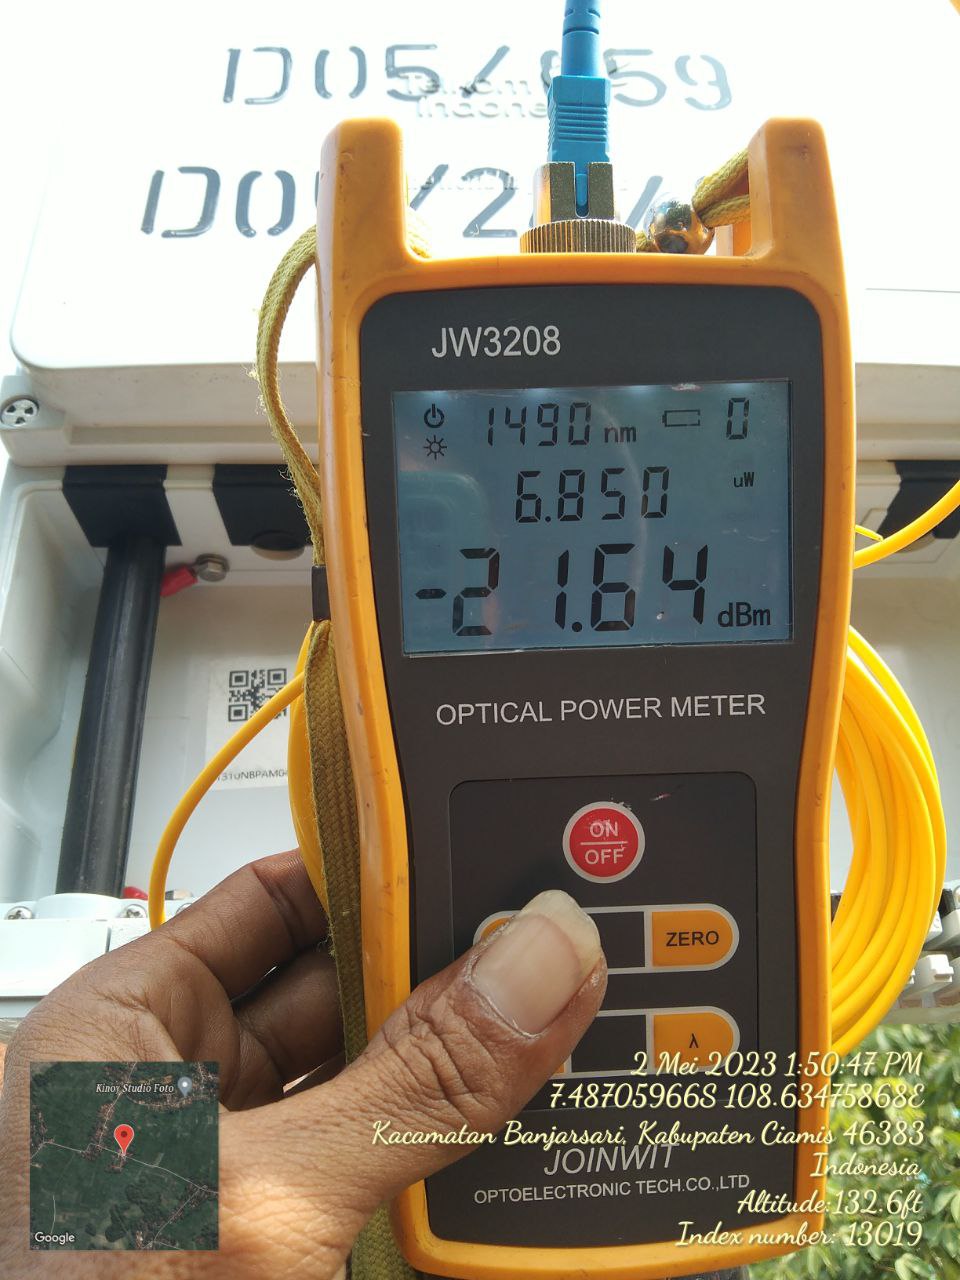 Telkom
Indonesia
JW3208
1490 nm 0
6.850 uW
-21.64 dBm
OPTICAL POWER METER
ON
OFF
ZERO
λ
JOINWIT
OPTOELECTRONIC TECH.CO.,LTD
2 Mei 2023 1:50:47 PM
7.48705966S 108.63475868E
Kacamatan Banjarsari, Kabupaten Ciamis 46383
Indonesia
Altitude:132.6ft
Index number: 13019
Kinoy Studio Foto
Google